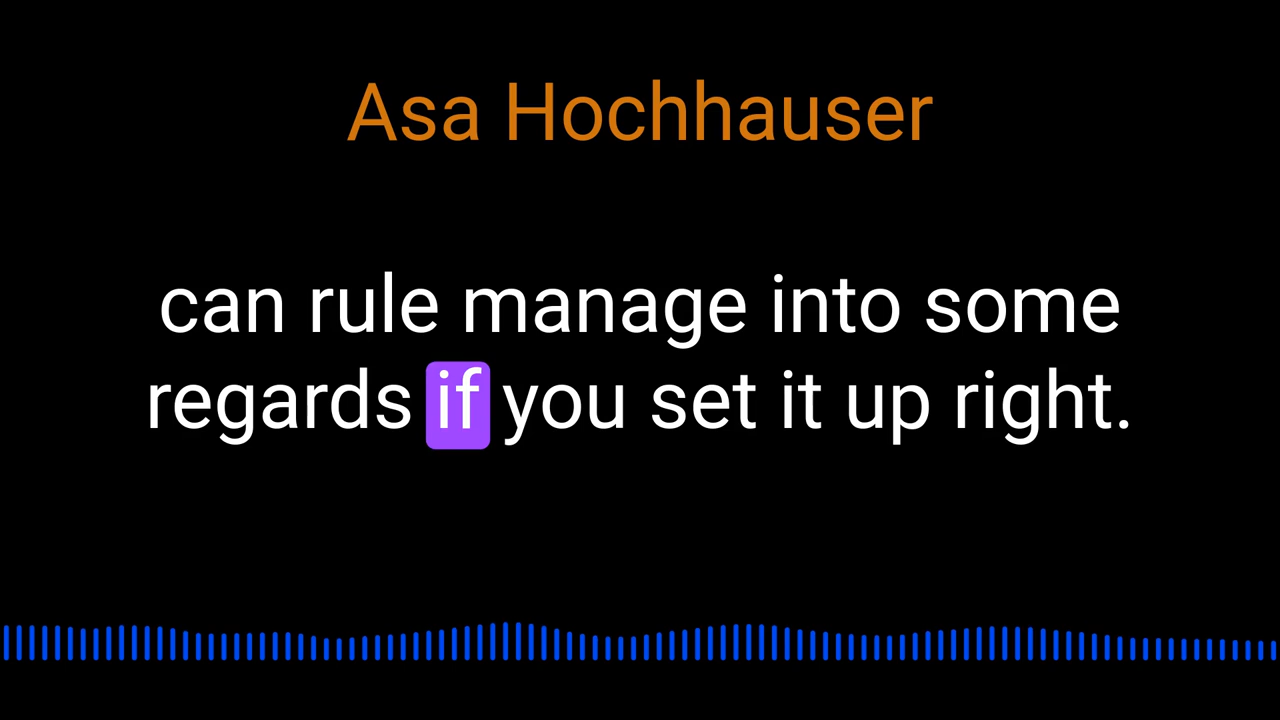 Asa Hochhauser
can rule manage into some
regards if you set it up right.